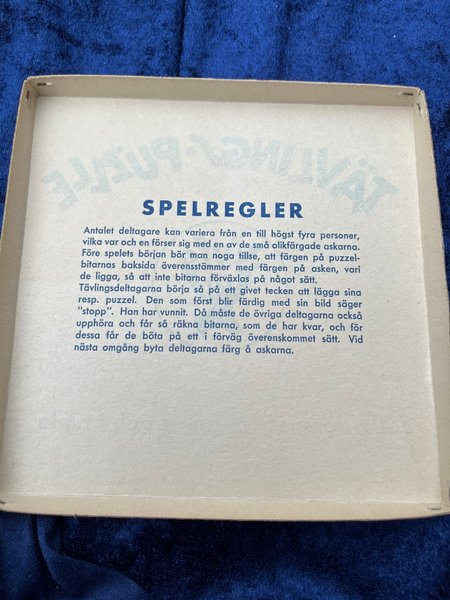 TÄVLINGS-PUZZLE
SPELREGLER
Antalet deltagare kan variera från en till högst fyra personer,
vilka var och en förser sig med en av de små olikfärgade askarna.
Före spelets början bör man noga tillse, att färgen på puzzel-
bitarnas baksida överensstämmer med färgen på asken, vari
de ligga, så att inte bitarna förväxlas på något sätt.
Tävlingsdeltagarna börja så på ett givet tecken att lägga sina
resp. puzzel. Den som först blir färdig med sin bild säger
"stopp". Han har vunnit. Då måste de övriga deltagarna också
upphöra och får så räkna bitarna, som de har kvar, och för
dessa får de böta på ett i förväg överenskommet sätt. Vid
nästa omgång byta deltagarna färg å askarna.